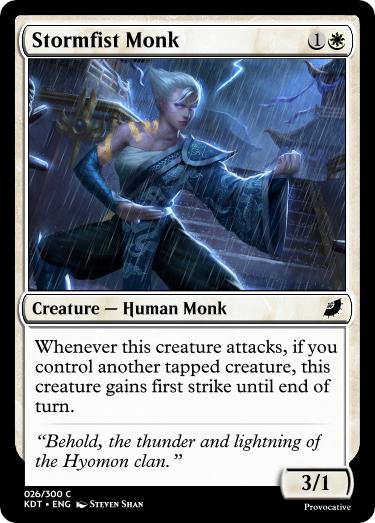 Stormfist Monk 1
Creature — Human Monk
Whenever this creature attacks, if you
control another tapped creature, this
creature gains first strike until end of
turn.
“Behold, the thunder and lightning of
the Hyomon clan.”
3/1
026/300 C
KDT • ENG Steven Shan
Provocative